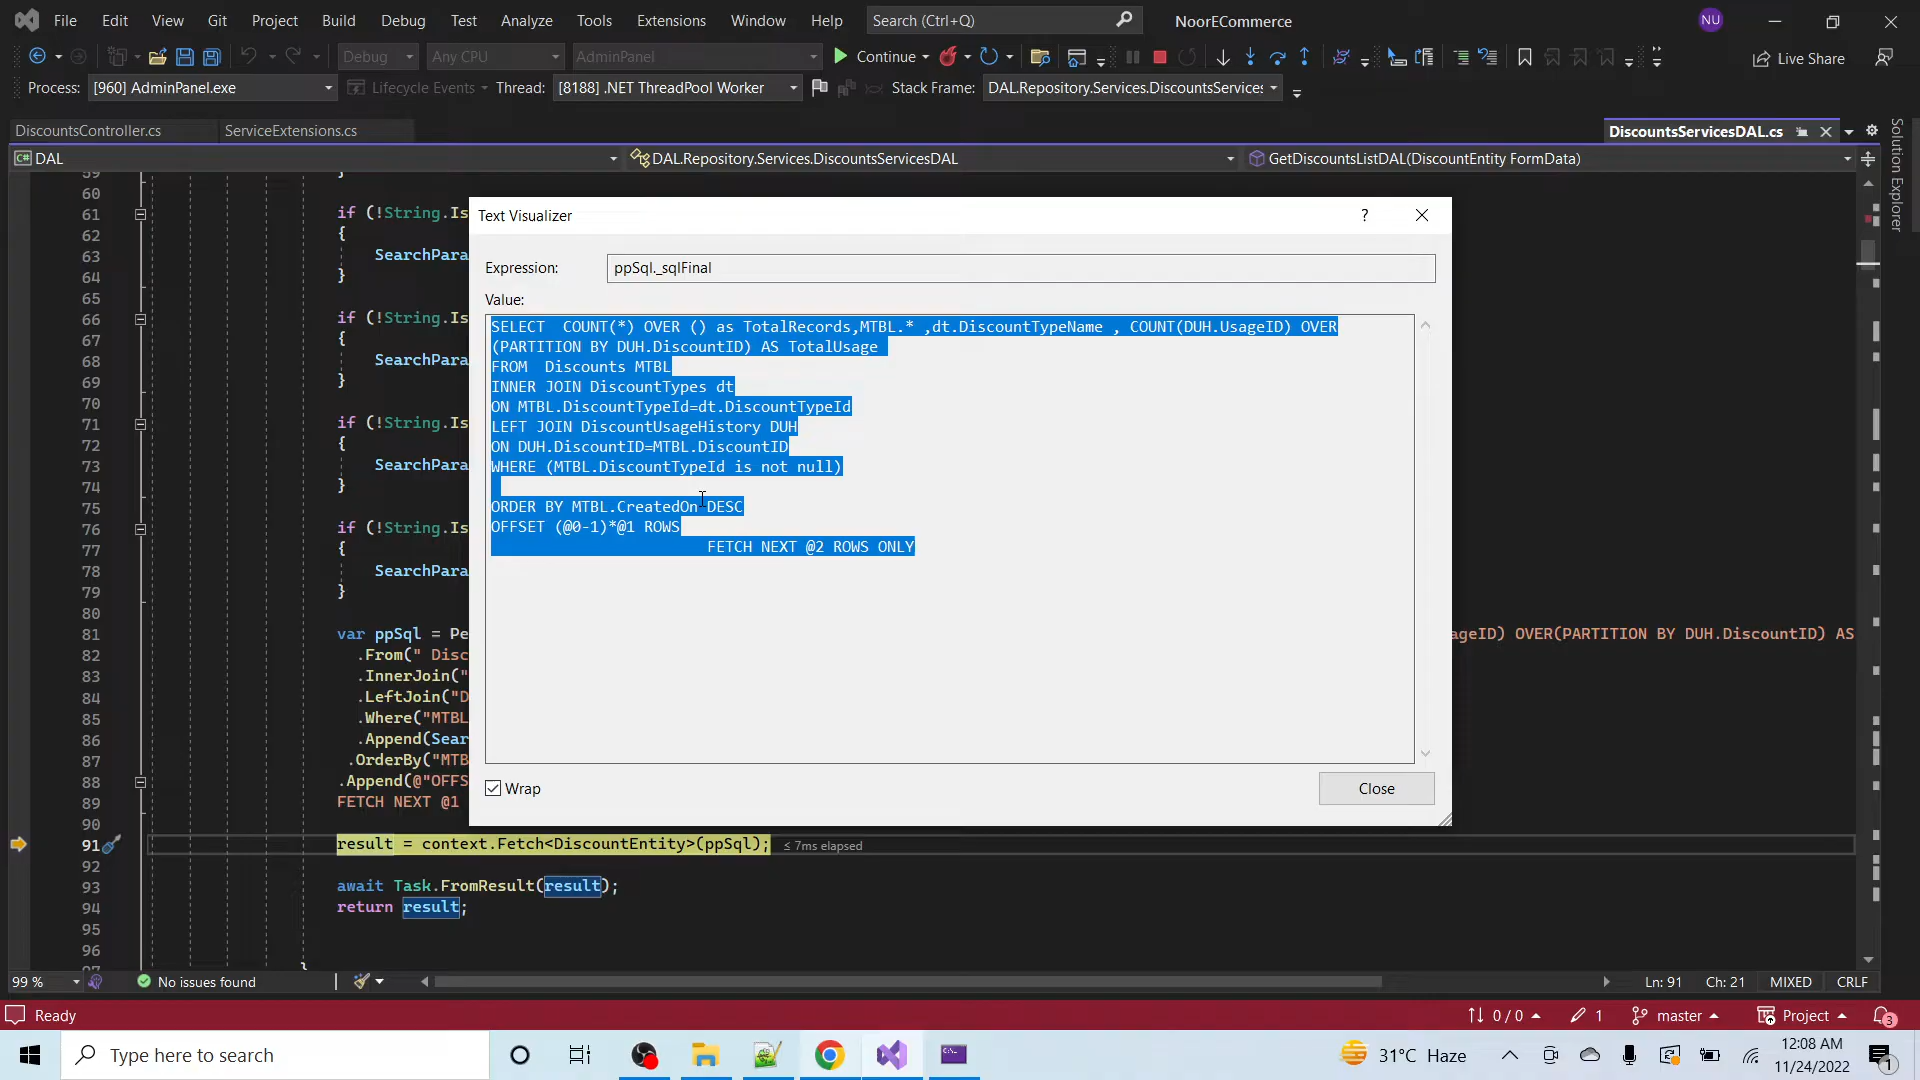 File Edit View Git Project Build Debug Test Analyze Tools Extensions Window Help Search (Ctrl+Q) NoorECommerce NU
Debug Any CPU AdminPanel Continue Live Share
Process: [960] AdminPanel.exe Lifecycle Events Thread: [8188] .NET ThreadPool Worker Stack Frame: DAL.Repository.Services.DiscountsServices
DiscountsController.cs ServiceExtensions.cs DiscountsServicesDAL.cs
C# DAL DAL.Repository.Services.DiscountsServicesDAL GetDiscountsListDAL(DiscountEntity FormData)
Solution Explorer
59 }
60
61 if (!String.Is
62 {
63 SearchPara
64 }
65
66 if (!String.Is
67 {
68 SearchPara
69 }
70
71 if (!String.Is
72 {
73 SearchPara
74 }
75
76 if (!String.Is
77 {
78 SearchPara
79 }
80
81 var ppSql = Pe ageID) OVER(PARTITION BY DUH.DiscountID) AS
82 .From(" Disc
83 .InnerJoin("
84 .LeftJoin("D
85 .Where("MTBL
86 .Append(Sear
87 .OrderBy("MTB
88 .Append(@"OFFS
89 FETCH NEXT @1
90
91 result = context.Fetch<DiscountEntity>(ppSql); ≤ 7ms elapsed
92
93 await Task.FromResult(result);
94 return result;
95
96
97 }
Text Visualizer ?
Expression: ppSql._sqlFinal
Value:
SELECT  COUNT(*) OVER () as TotalRecords,MTBL.* ,dt.DiscountTypeName , COUNT(DUH.UsageID) OVER
(PARTITION BY DUH.DiscountID) AS TotalUsage
FROM  Discounts MTBL
INNER JOIN DiscountTypes dt
ON MTBL.DiscountTypeId=dt.DiscountTypeId
LEFT JOIN DiscountUsageHistory DUH
ON DUH.DiscountID=MTBL.DiscountID
WHERE (MTBL.DiscountTypeId is not null)
ORDER BY MTBL.CreatedOn DESC
OFFSET (@0-1)*@1 ROWS
FETCH NEXT @2 ROWS ONLY
Wrap Close
99 % No issues found Ln: 91 Ch: 21 MIXED CRLF
Ready 0 / 0 1 master Project 3
Type here to search 31°C Haze 12:08 AM
11/24/2022 1